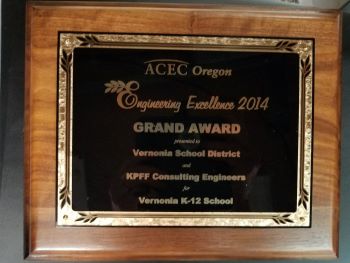 ACEC Oregon
Engineering Excellence 2014
GRAND AWARD
presented to
Vernonia School District
and
KPFF Consulting Engineers
for
Vernonia K-12 School